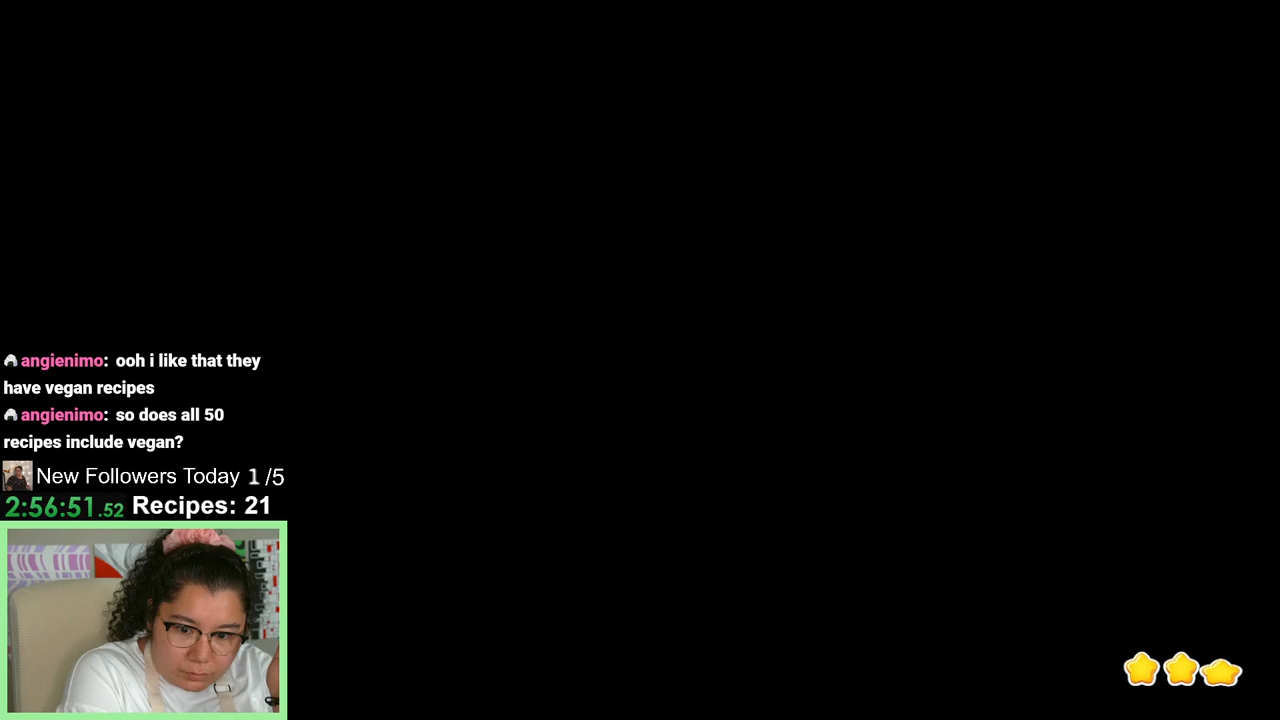 angienimo: ooh i like that they
have vegan recipes
angienimo: so does all 50
recipes include vegan?
New Followers Today 1/5
2:56:51.52 Recipes: 21